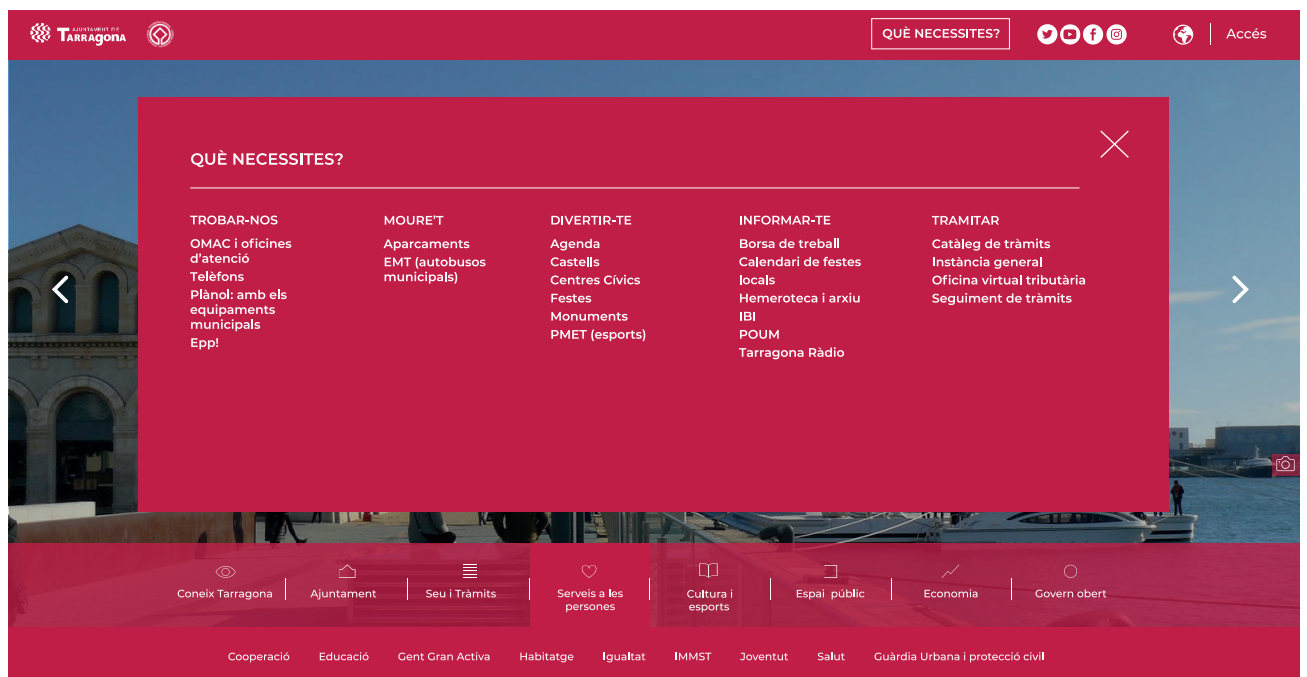 AJUNTAMENT DE
TARRAGONA
QUÈ NECESSITES?
Accés
QUÈ NECESSITES?
TROBAR-NOS
OMAC i oficines
d'atenció
Telèfons
Plànol: amb els
equipaments
municipals
Epp!
MOURE'T
Aparcaments
EMT (autobusos
municipals)
DIVERTIR-TE
Agenda
Castells
Centres Cívics
Festes
Monuments
PMET (esports)
INFORMAR-TE
Borsa de treball
Calendari de festes
locals
Hemeroteca i arxiu
IBI
POUM
Tarragona Ràdio
TRAMITAR
Catàleg de tràmits
Instància general
Oficina virtual tributària
Seguiment de tràmits
Coneix Tarragona
Ajuntament
Seu i Tràmits
Serveis a les
persones
Cultura i
esports
Espai públic
Economia
Govern obert
Cooperació Educació Gent Gran Activa Habitatge Igualtat IMMST Joventut Salut Guàrdia Urbana i protecció civil